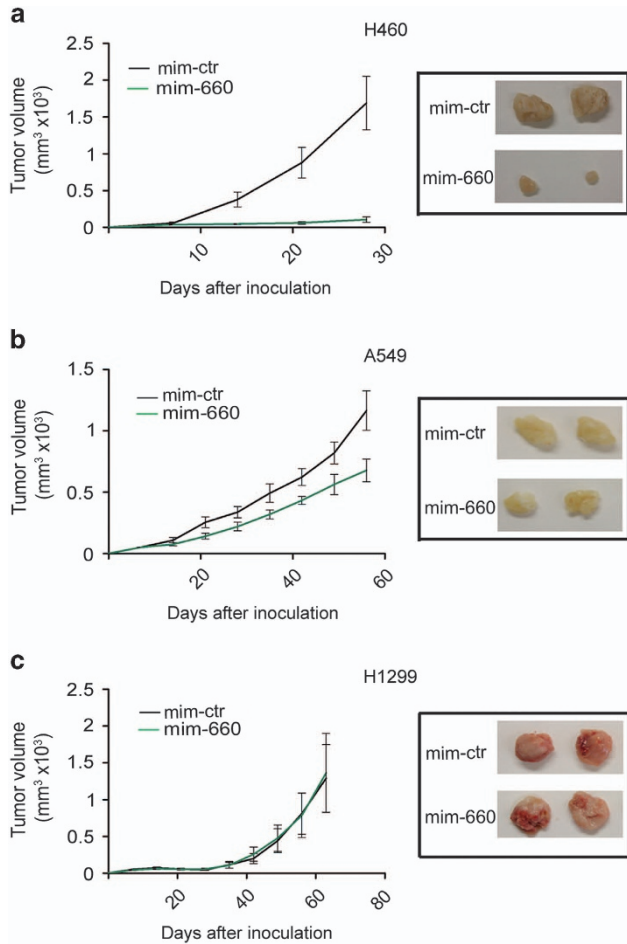 a
H460
mim-ctr
mim-660
Tumor volume
(mm³ x10³)
2.5
2
1.5
1
0.5
0
10
20
30
Days after inoculation
mim-ctr
mim-660
b
A549
mim-ctr
mim-660
Tumor volume
(mm³ x10³)
1.5
1
0.5
0
20
40
60
Days after inoculation
mim-ctr
mim-660
c
H1299
mim-ctr
mim-660
Tumor volume
(mm³ x10³)
2.5
2
1.5
1
0.5
0
20
40
60
80
Days after inoculation
mim-ctr
mim-660